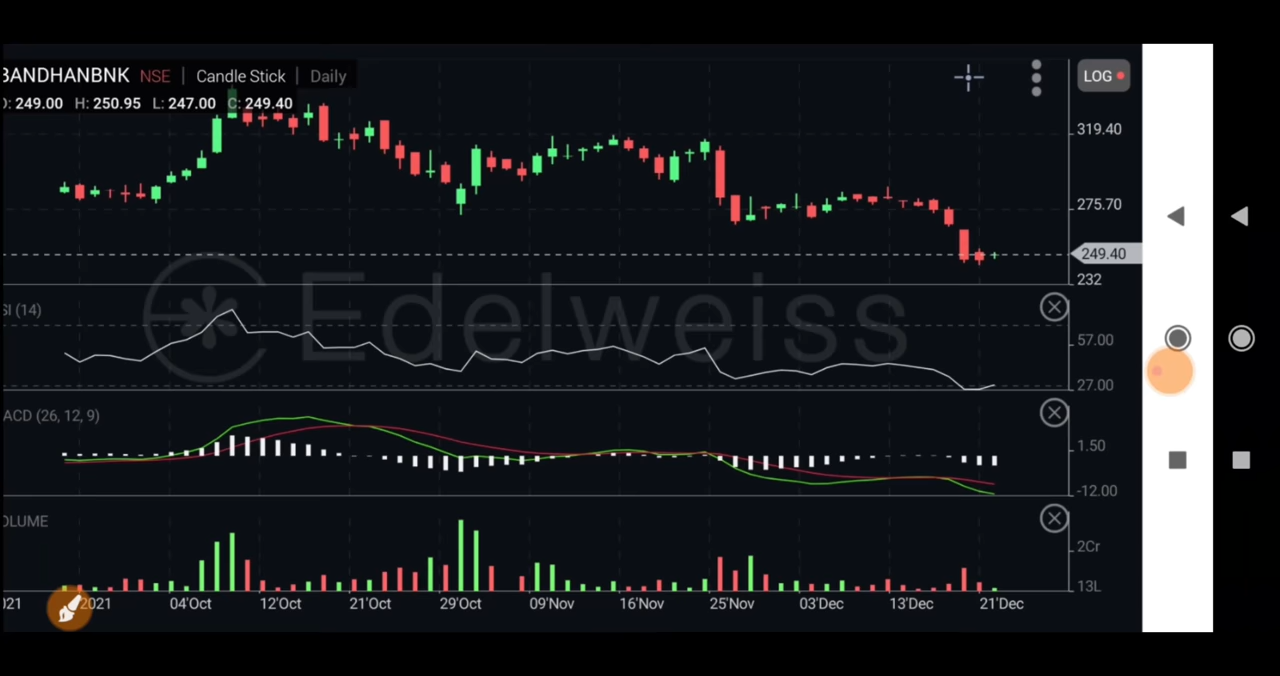 BANDHANBNK NSE | Candle Stick | Daily
LOG
O: 249.00 H: 250.95 L: 247.00 C: 249.40
319.40
275.70
249.40
232
Edelweiss
SI (14)
57.00
27.00
ACD (26, 12, 9)
1.50
-12.00
OLUME
2Cr
13L
021 2021 04'Oct 12'Oct 21'Oct 29'Oct 09'Nov 16'Nov 25'Nov 03'Dec 13'Dec 21'Dec